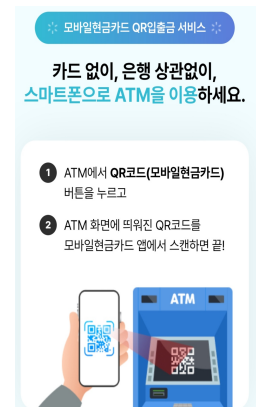 모바일현금카드 QR입출금 서비스
카드 없이, 은행 상관없이,
스마트폰으로 ATM을 이용하세요.
1 ATM에서 QR코드(모바일현금카드)
버튼을 누르고
2 ATM 화면에 띄워진 QR코드를
모바일현금카드 앱에서 스캔하면 끝!
ATM